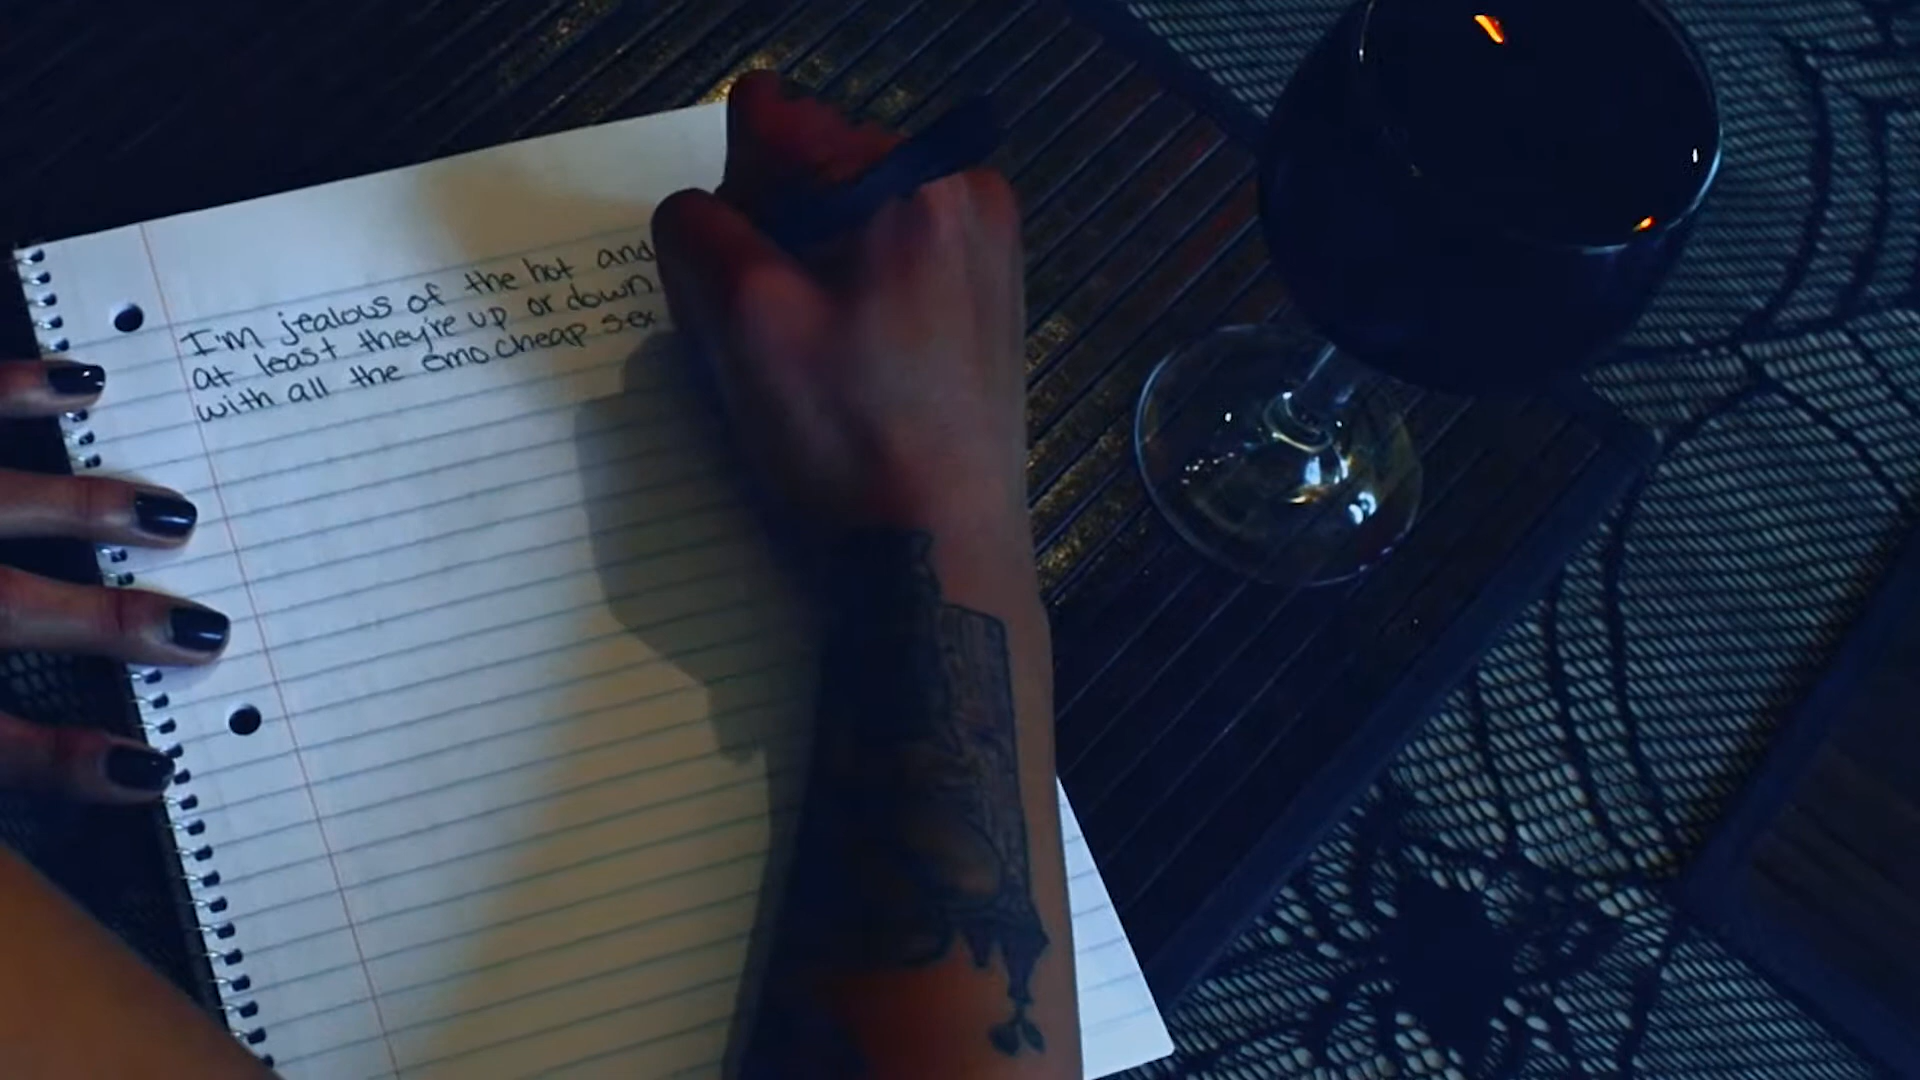 I'm jealous of the hot and
at least they're up or down
with all the emo cheap sex